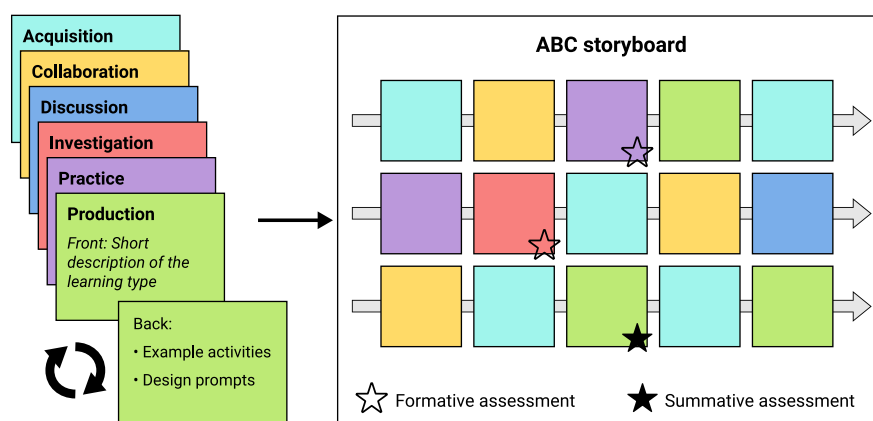 Acquisition
Collaboration
Discussion
Investigation
Practice
Production
Front: Short
description of the
learning type
Back:
• Example activities
• Design prompts
ABC storyboard
Formative assessment
Summative assessment